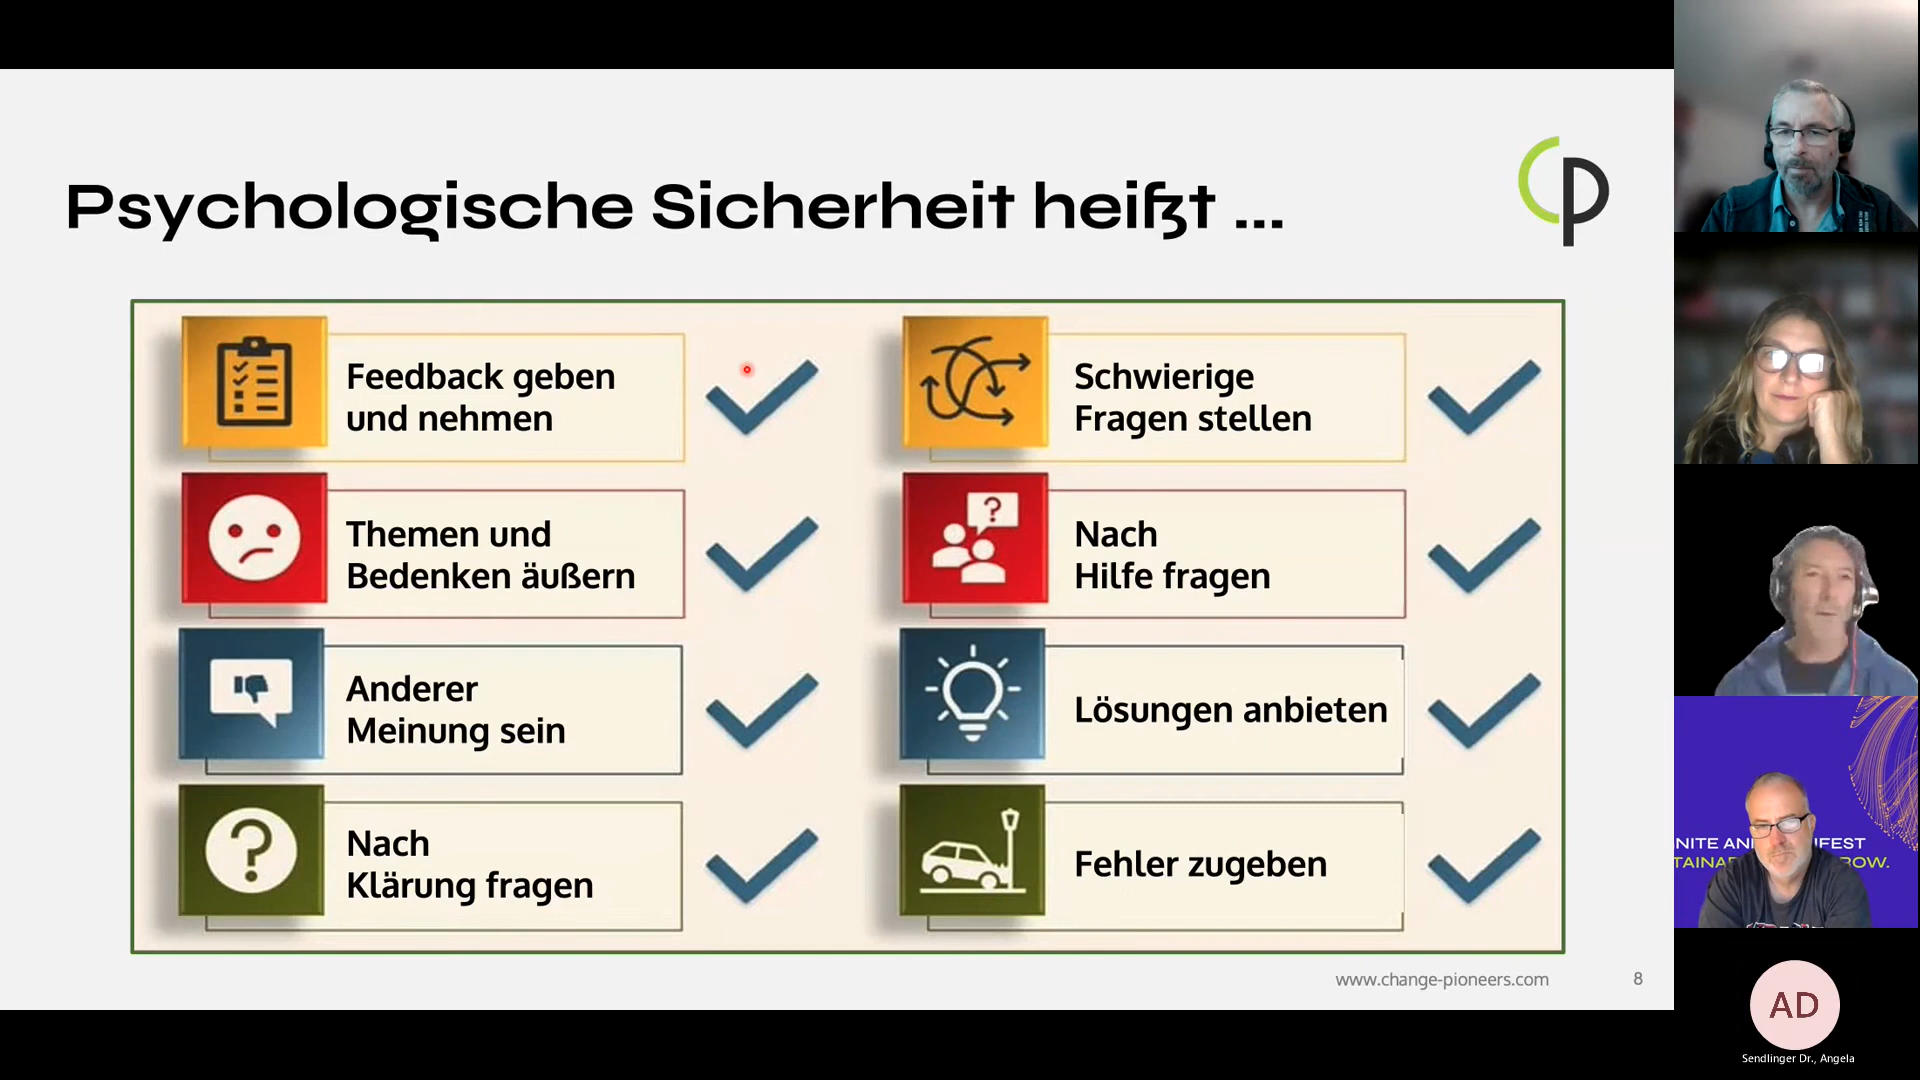 Psychologische Sicherheit heißt ...
Feedback geben
und nehmen
Themen und
Bedenken äußern
Anderer
Meinung sein
Nach
Klärung fragen
Schwierige
Fragen stellen
Nach
Hilfe fragen
Lösungen anbieten
Fehler zugeben
www.change-pioneers.com
8
AD
Sendlinger Dr., Angela